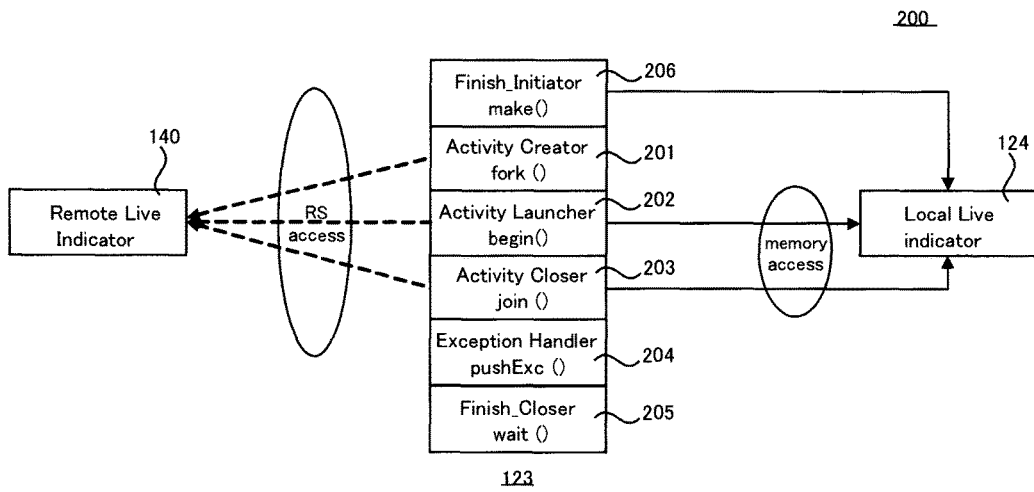 200
Finish_Initiator
make()
206
Activity Creator
fork ()
201
140
Remote Live
Indicator
RS
access
Activity Launcher
begin()
202
memory
access
124
Local Live
indicator
Activity Closer
join ()
203
Exception Handler
pushExc ()
204
Finish_Closer
wait ()
205
123